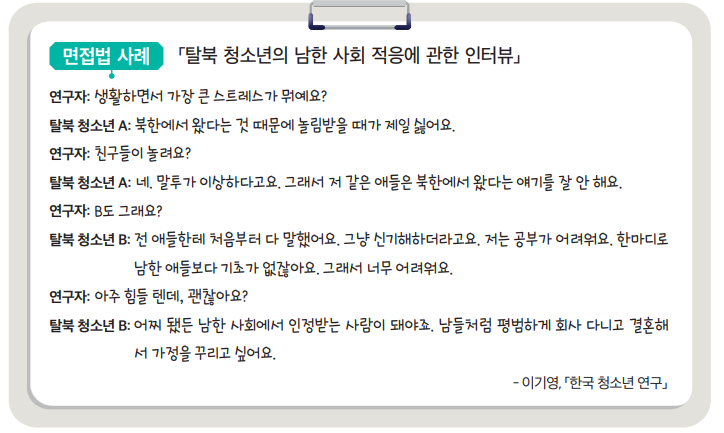 면접법 사례 「탈북 청소년의 남한 사회 적응에 관한 인터뷰」
연구자: 생활하면서 가장 큰 스트레스가 뭐예요?
탈북 청소년 A: 북한에서 왔다는 것 때문에 놀림받을 때가 제일 싫어요.
연구자: 친구들이 놀려요?
탈북 청소년 A: 네. 말투가 이상하다고요. 그래서 저 같은 애들은 북한에서 왔다는 얘기를 잘 안 해요.
연구자: B도 그래요?
탈북 청소년 B: 전 애들한테 처음부터 다 말했어요. 그냥 신기해하더라고요. 저는 공부가 어려워요. 한마디로
남한 애들보다 기초가 없잖아요. 그래서 너무 어려워요.
연구자: 아주 힘들 텐데, 괜찮아요?
탈북 청소년 B: 어찌 됐든 남한 사회에서 인정받는 사람이 돼야죠. 남들처럼 평범하게 회사 다니고 결혼해
서 가정을 꾸리고 싶어요.
- 이기영, 「한국 청소년 연구」